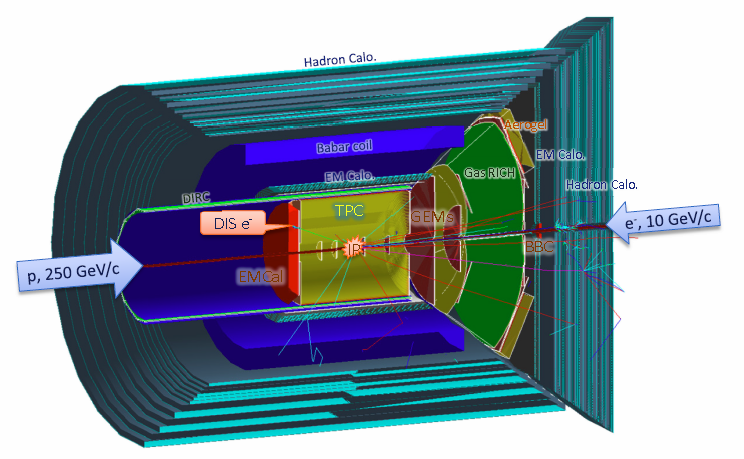 Hadron Calo.
Aerogel
Babar coil
EM Calo.
Gas RICH
EM Calo.
Hadron Calo.
DIRC
TPC
DIS e-
GEMs
e-, 10 GeV/c
IP
BBC
p, 250 GeV/c
EMCal